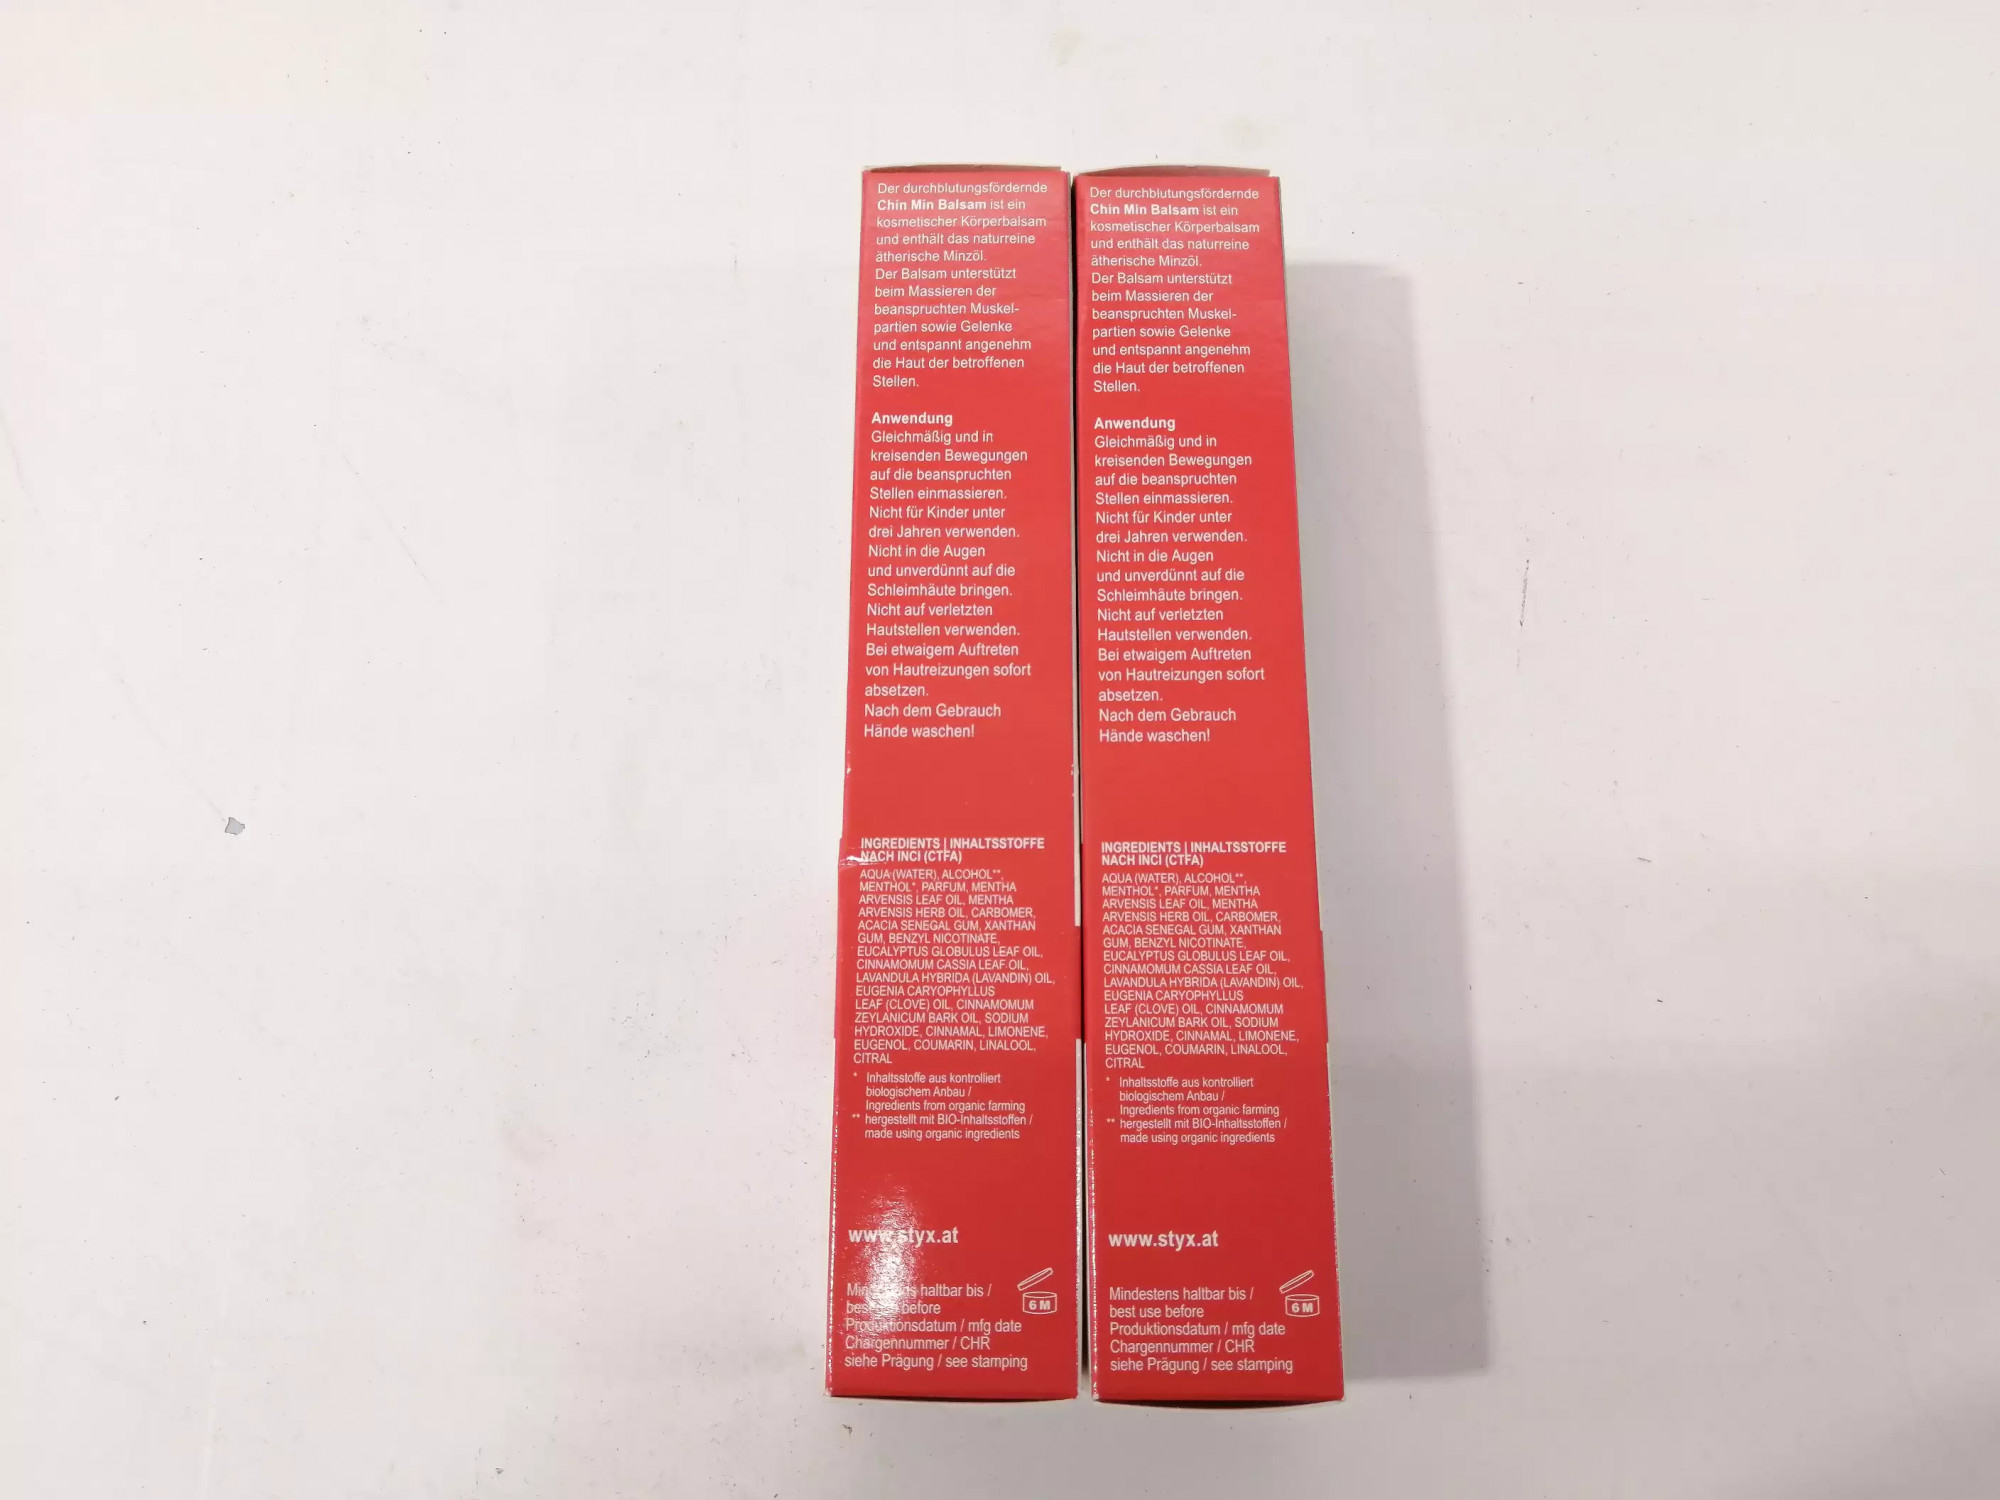 Der durchblutungsfördernde
Chin Min Balsam ist ein
kosmetischer Körperbalsam
und enthält das naturreine
ätherische Minzöl.
Der Balsam unterstützt
beim Massieren der
beanspruchten Muskel-
partien sowie Gelenke
und entspannt angenehm
die Haut der betroffenen
Stellen.
Anwendung
Gleichmäßig und in
kreisenden Bewegungen
auf die beanspruchten
Stellen einmassieren.
Nicht für Kinder unter
drei Jahren verwenden.
Nicht in die Augen
und unverdünnt auf die
Schleimhäute bringen.
Nicht auf verletzten
Hautstellen verwenden.
Bei etwaigem Auftreten
von Hautreizungen sofort
absetzen.
Nach dem Gebrauch
Hände waschen!
INGREDIENTS | INHALTSSTOFFE
NACH INCI (CTFA)
AQUA (WATER), ALCOHOL**,
MENTHOL*, PARFUM, MENTHA
ARVENSIS LEAF OIL, MENTHA
ARVENSIS HERB OIL, CARBOMER,
ACACIA SENEGAL GUM, XANTHAN
GUM, BENZYL NICOTINATE,
EUCALYPTUS GLOBULUS LEAF OIL,
CINNAMOMUM CASSIA LEAF OIL,
LAVANDULA HYBRIDA (LAVANDIN) OIL,
EUGENIA CARYOPHYLLUS
LEAF (CLOVE) OIL, CINNAMOMUM
ZEYLANICUM BARK OIL, SODIUM
HYDROXIDE, CINNAMAL, LIMONENE,
EUGENOL, COUMARIN, LINALOOL,
CITRAL
* Inhaltsstoffe aus kontrolliert
biologischem Anbau /
Ingredients from organic farming
** hergestellt mit BIO-Inhaltsstoffen /
made using organic ingredients
www.styx.at
Mindestens haltbar bis /
best use before
Produktionsdatum / mfg date
Chargennummer / CHR
siehe Prägung / see stamping
6 M
Der durchblutungsfördernde
Chin Min Balsam ist ein
kosmetischer Körperbalsam
und enthält das naturreine
ätherische Minzöl.
Der Balsam unterstützt
beim Massieren der
beanspruchten Muskel-
partien sowie Gelenke
und entspannt angenehm
die Haut der betroffenen
Stellen.
Anwendung
Gleichmäßig und in
kreisenden Bewegungen
auf die beanspruchten
Stellen einmassieren.
Nicht für Kinder unter
drei Jahren verwenden.
Nicht in die Augen
und unverdünnt auf die
Schleimhäute bringen.
Nicht auf verletzten
Hautstellen verwenden.
Bei etwaigem Auftreten
von Hautreizungen sofort
absetzen.
Nach dem Gebrauch
Hände waschen!
INGREDIENTS | INHALTSSTOFFE
NACH INCI (CTFA)
AQUA (WATER), ALCOHOL**,
MENTHOL*, PARFUM, MENTHA
ARVENSIS LEAF OIL, MENTHA
ARVENSIS HERB OIL, CARBOMER,
ACACIA SENEGAL GUM, XANTHAN
GUM, BENZYL NICOTINATE,
EUCALYPTUS GLOBULUS LEAF OIL,
CINNAMOMUM CASSIA LEAF OIL,
LAVANDULA HYBRIDA (LAVANDIN) OIL,
EUGENIA CARYOPHYLLUS
LEAF (CLOVE) OIL, CINNAMOMUM
ZEYLANICUM BARK OIL, SODIUM
HYDROXIDE, CINNAMAL, LIMONENE,
EUGENOL, COUMARIN, LINALOOL,
CITRAL
* Inhaltsstoffe aus kontrolliert
biologischem Anbau /
Ingredients from organic farming
** hergestellt mit BIO-Inhaltsstoffen /
made using organic ingredients
www.styx.at
Mindestens haltbar bis /
best use before
Produktionsdatum / mfg date
Chargennummer / CHR
siehe Prägung / see stamping
6 M